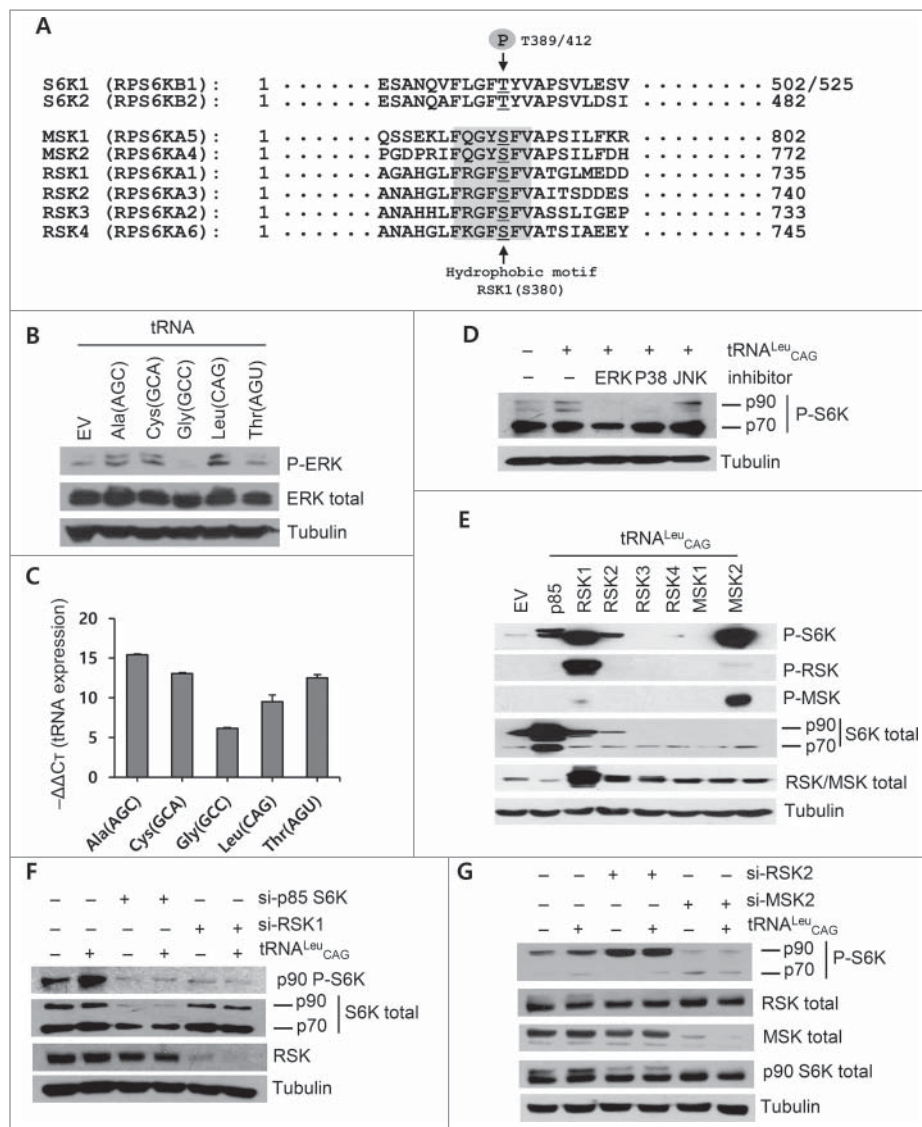 A
P T389/412
S6K1 (RPS6KB1): 1 ...... ESANQVFLGFTYVAPSVLESV ........ 502/525
S6K2 (RPS6KB2): 1 ...... ESANQAFLGFTYVAPSVLDSI ........ 482
MSK1 (RPS6KA5): 1 ...... QSSEKLFQGYSFVAPSILFKR ........ 802
MSK2 (RPS6KA4): 1 ...... PGDPRIFQGYSFVAPSILFDH ........ 772
RSK1 (RPS6KA1): 1 ...... AGAHGLFRGFSFVATGLMEDD ........ 735
RSK2 (RPS6KA3): 1 ...... ANAHGLFRGFSFVAITSDDES ........ 740
RSK3 (RPS6KA2): 1 ...... ANAHHLFRGFSFVASSLIGEP ........ 733
RSK4 (RPS6KA6): 1 ...... ANAHGLFKGFSFVATSIAEEY ........ 745
Hydrophobic motif
RSK1(S380)
B
tRNA
EV Ala(AGC) Cys(GCA) Gly(GCC) Leu(CAG) Thr(AGU)
P-ERK
ERK total
Tubulin
C
–ΔΔCT (tRNA expression)
20
15
10
5
0
Ala(AGC) Cys(GCA) Gly(GCC) Leu(CAG) Thr(AGU)
D
– + + + + tRNALeuCAG
– – ERK P38 JNK inhibitor
p90
p70
P-S6K
Tubulin
E
tRNALeuCAG
EV p85 RSK1 RSK2 RSK3 RSK4 MSK1 MSK2
P-S6K
P-RSK
P-MSK
p90
p70
S6K total
RSK/MSK total
Tubulin
F
– – + + – – si-p85 S6K
– – – – + + si-RSK1
– + – + – + tRNALeuCAG
p90 P-S6K
p90
p70
S6K total
RSK
Tubulin
G
– – + + – – si-RSK2
– – – – + + si-MSK2
– + – + – + tRNALeuCAG
p90
p70
P-S6K
RSK total
MSK total
p90 S6K total
Tubulin